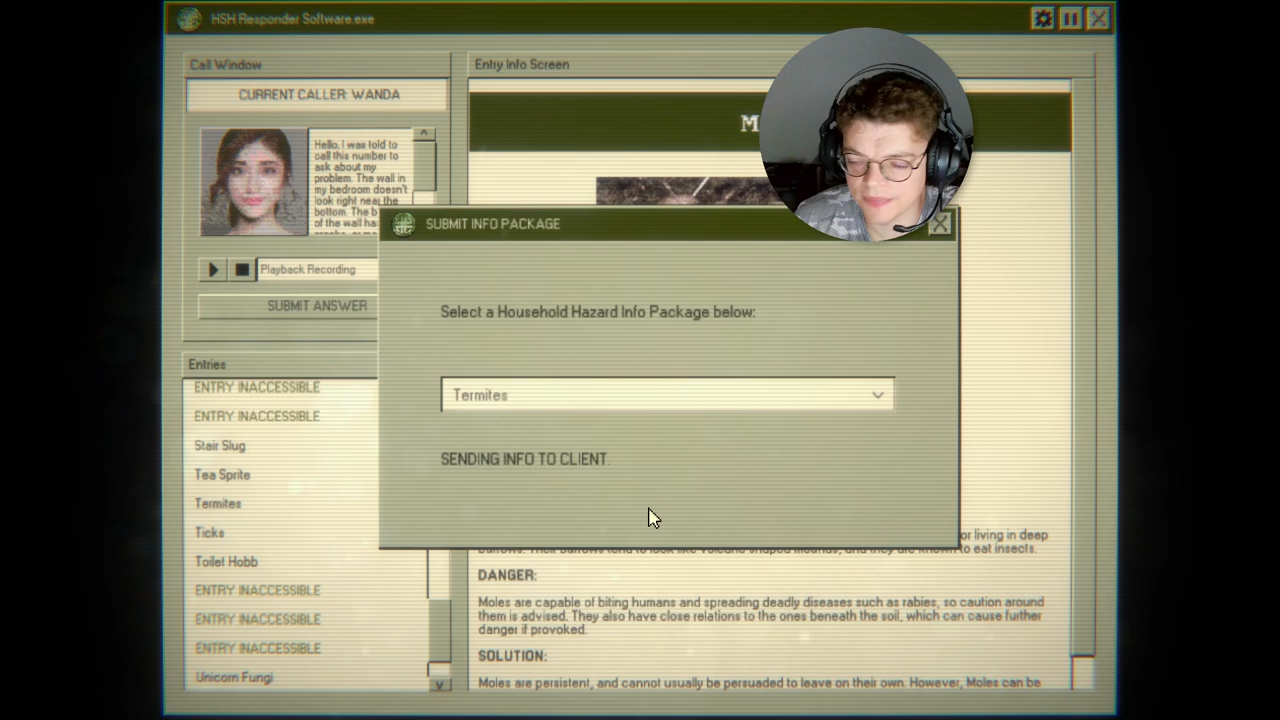 HSH Responder Software.exe
Call Window
CURRENT CALLER: WANDA
Hello. I was told to
call this number to
ask about my
problem. The wall in
my bedroom doesn't
look right near the
bottom. The b
of the wall has
Playback Recording
SUBMIT ANSWER
Entries
ENTRY INACCESSIBLE
ENTRY INACCESSIBLE
Stair Slug
Tea Sprite
Termites
Ticks
Toilet Hobb
ENTRY INACCESSIBLE
ENTRY INACCESSIBLE
ENTRY INACCESSIBLE
Unicorn Fungi
Entry Info Screen
M
SUBMIT INFO PACKAGE
Select a Household Hazard Info Package below:
Termites
SENDING INFO TO CLIENT.
or living in deep
burrows. Their burrows tend to look like volcano shaped mounds, and they are known to eat insects.
DANGER:
Moles are capable of biting humans and spreading deadly diseases such as rabies, so caution around
them is advised. They also have close relations to the ones beneath the soil, which can cause further
danger if provoked.
SOLUTION:
Moles are persistent, and cannot usually be persuaded to leave on their own. However, Moles can be